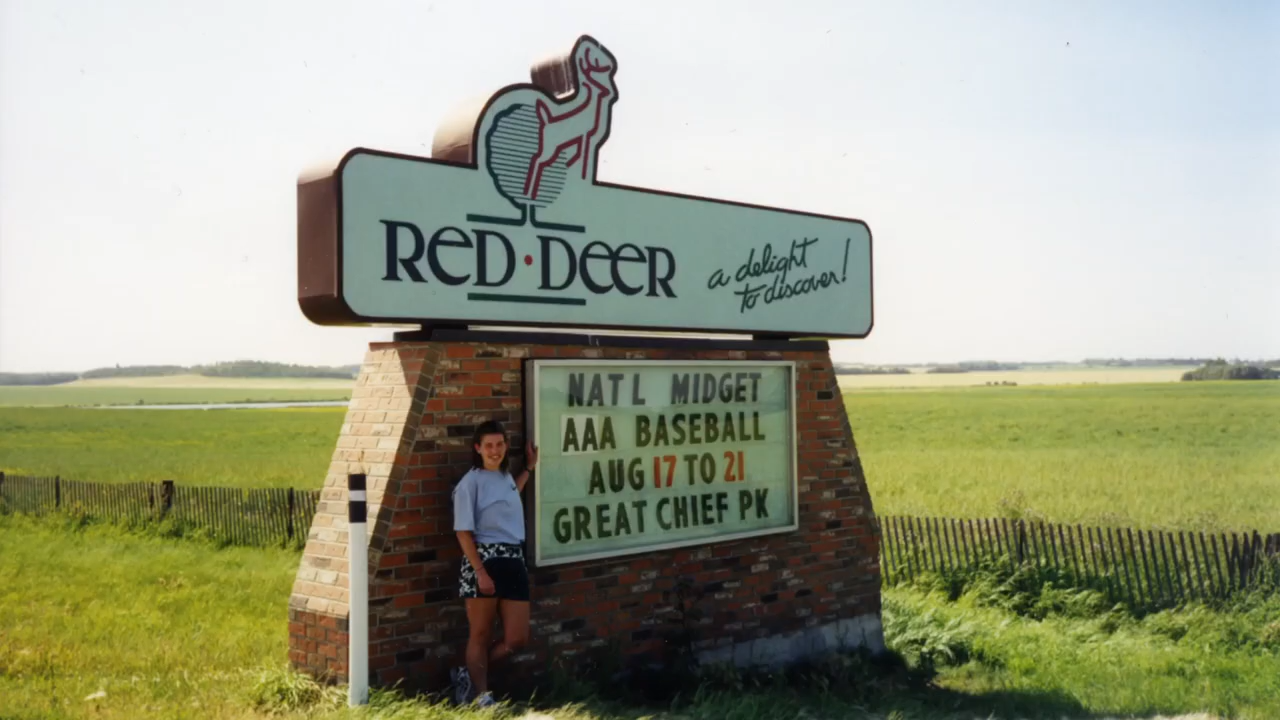 ReD·DeeR
a delight
to discover!
NAT'L MIDGET
AAA BASEBALL
AUG 17 TO 21
GREAT CHIEF PK